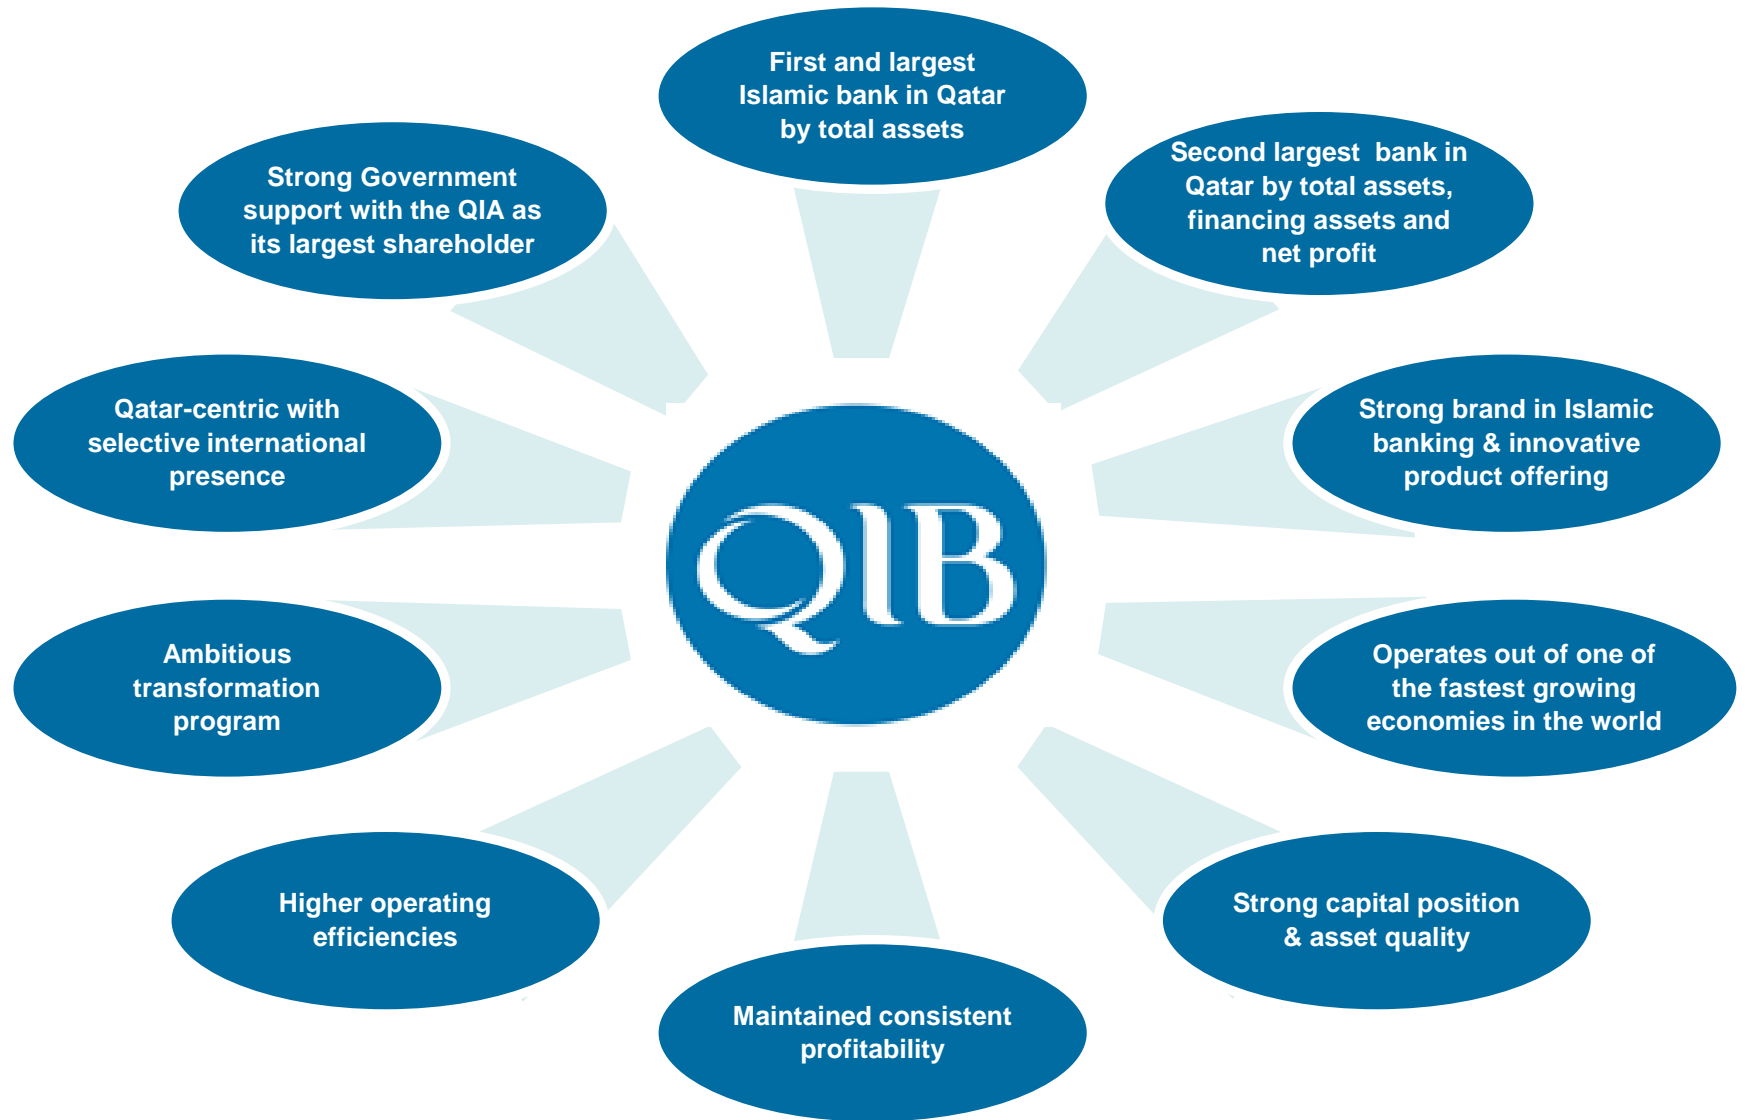 First and largest
Islamic bank in Qatar
by total assets
Second largest  bank in
Qatar by total assets,
financing assets and
net profit
Strong brand in Islamic
banking & innovative
product offering
Operates out of one of
the fastest growing
economies in the world
Strong capital position
& asset quality
Maintained consistent
profitability
Higher operating
efficiencies
Ambitious
transformation
program
Qatar-centric with
selective international
presence
Strong Government
support with the QIA as
its largest shareholder
QIB